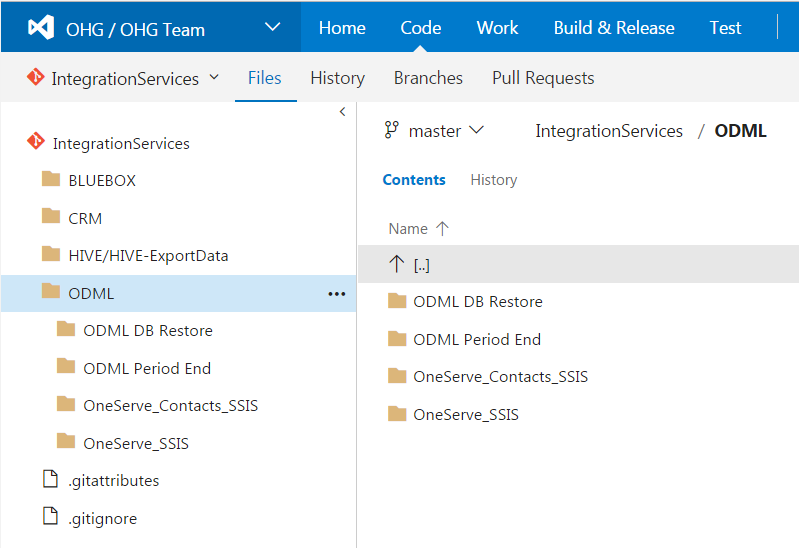 OHG / OHG Team Home Code Work Build & Release Test
IntegrationServices Files History Branches Pull Requests
IntegrationServices
BLUEBOX
CRM
HIVE/HIVE-ExportData
ODML
ODML DB Restore
ODML Period End
OneServe_Contacts_SSIS
OneServe_SSIS
.gitattributes
.gitignore
master IntegrationServices / ODML
Contents History
Name
[..]
ODML DB Restore
ODML Period End
OneServe_Contacts_SSIS
OneServe_SSIS